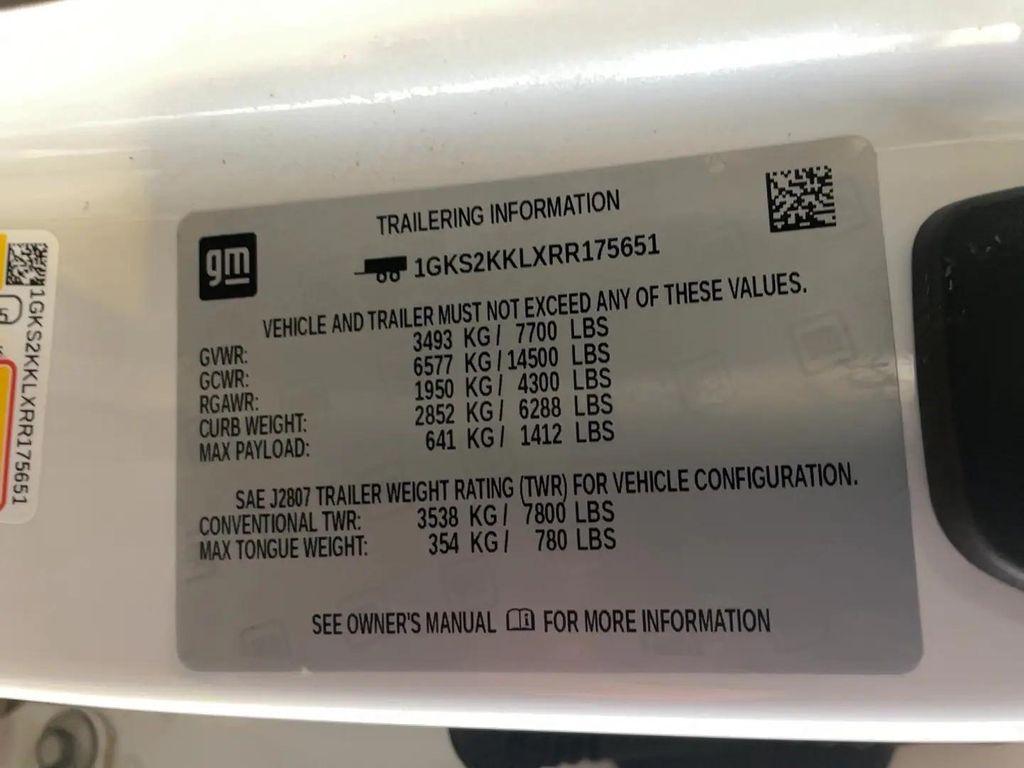 TRAILERING INFORMATION
gm
1GKS2KKLXRR175651
VEHICLE AND TRAILER MUST NOT EXCEED ANY OF THESE VALUES.
GVWR: 3493 KG/ 7700 LBS
GCWR: 6577 KG/14500 LBS
RGAWR: 1950 KG/ 4300 LBS
CURB WEIGHT: 2852 KG/ 6288 LBS
MAX PAYLOAD: 641 KG/ 1412 LBS
SAE J2807 TRAILER WEIGHT RATING (TWR) FOR VEHICLE CONFIGURATION.
CONVENTIONAL TWR: 3538 KG/ 7800 LBS
MAX TONGUE WEIGHT: 354 KG/ 780 LBS
SEE OWNER'S MANUAL FOR MORE INFORMATION
1GKS2KKLXRR175651